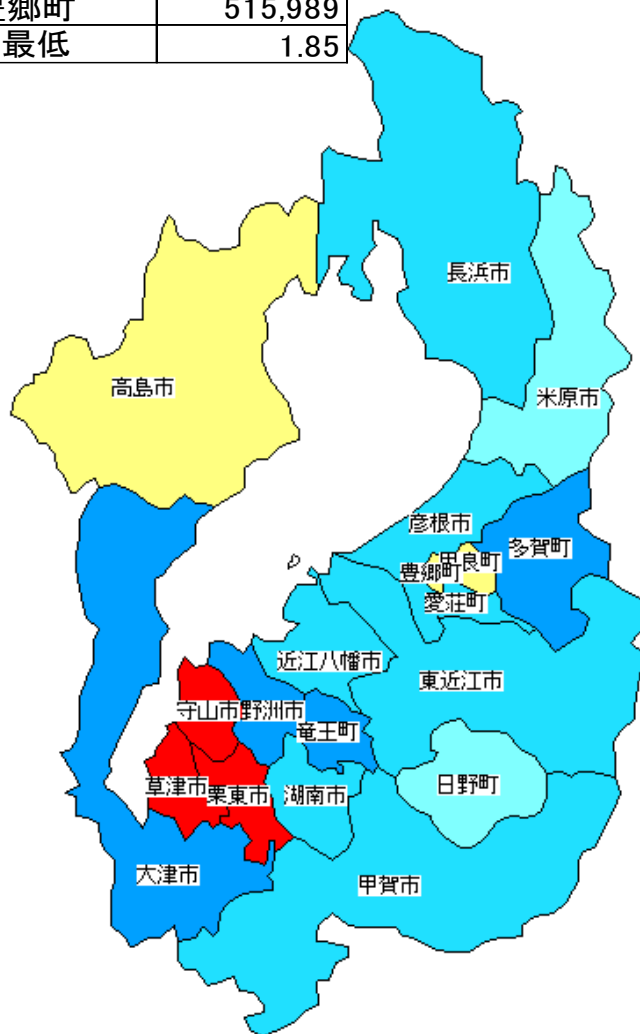 豊郷町 515,989
最低 1.85
長浜市
高島市
米原市
彦根市
多賀町
甲良町
豊郷町
愛荘町
近江八幡市
東近江市
守山市
野洲市
竜王町
草津市
栗東市
湖南市
日野町
大津市
甲賀市